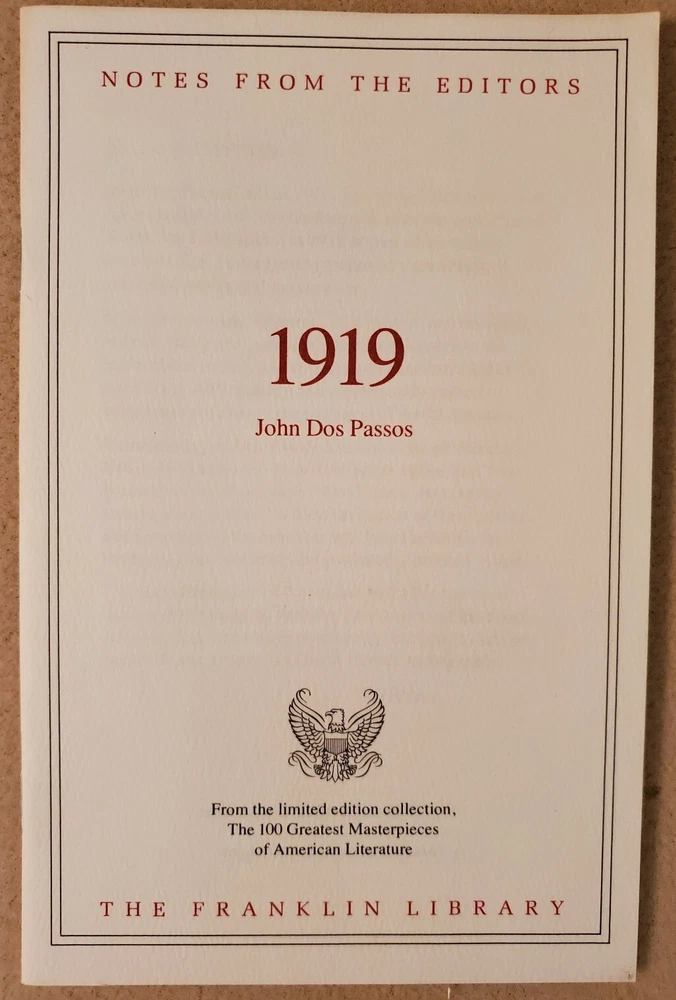 NOTES FROM THE EDITORS
1919
John Dos Passos
From the limited edition collection,
The 100 Greatest Masterpieces
of American Literature
THE FRANKLIN LIBRARY